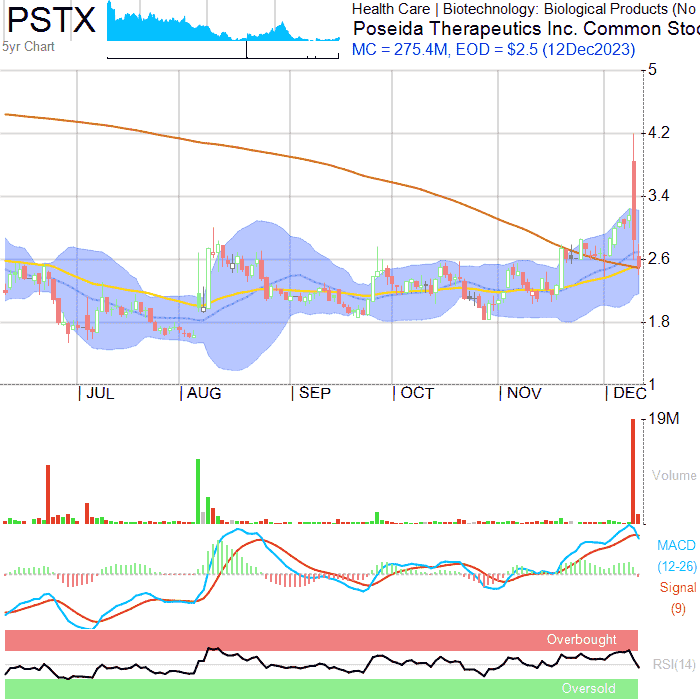 PSTX
5yr Chart
Health Care | Biotechnology: Biological Products (No
Poseida Therapeutics Inc. Common Stoc
MC = 275.4M, EOD = $2.5 (12Dec2023)
5
4.2
3.4
2.6
1.8
1
| JUL | AUG | SEP | OCT | NOV | DEC
19M
Volume
MACD
(12-26)
Signal
(9)
Overbought
RSI(14)
Oversold